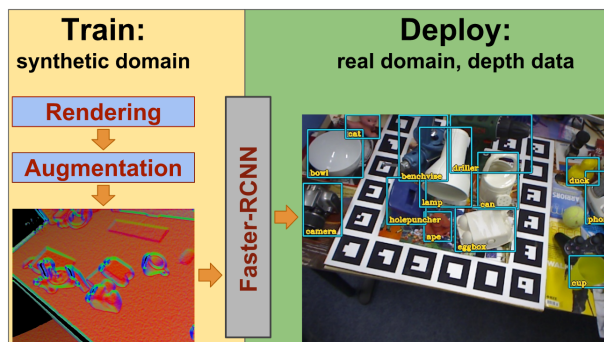 Train:
synthetic domain
Rendering
Augmentation
Faster-RCNN
Deploy:
real domain, depth data
cat
bowl
benchvise
driller
duck
lamp
can
camera
holepuncher
ape
eggbox
cup